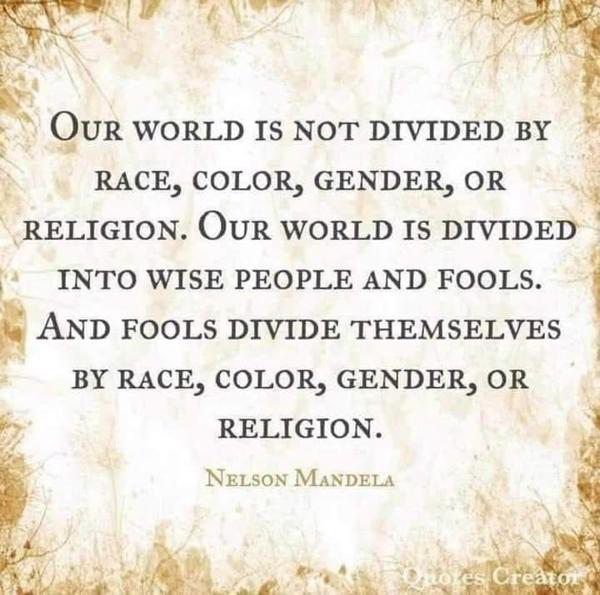 Our world is not divided by
race, color, gender, or
religion. Our world is divided
into wise people and fools.
And fools divide themselves
by race, color, gender, or
religion.
Nelson Mandela
Quotes Creator